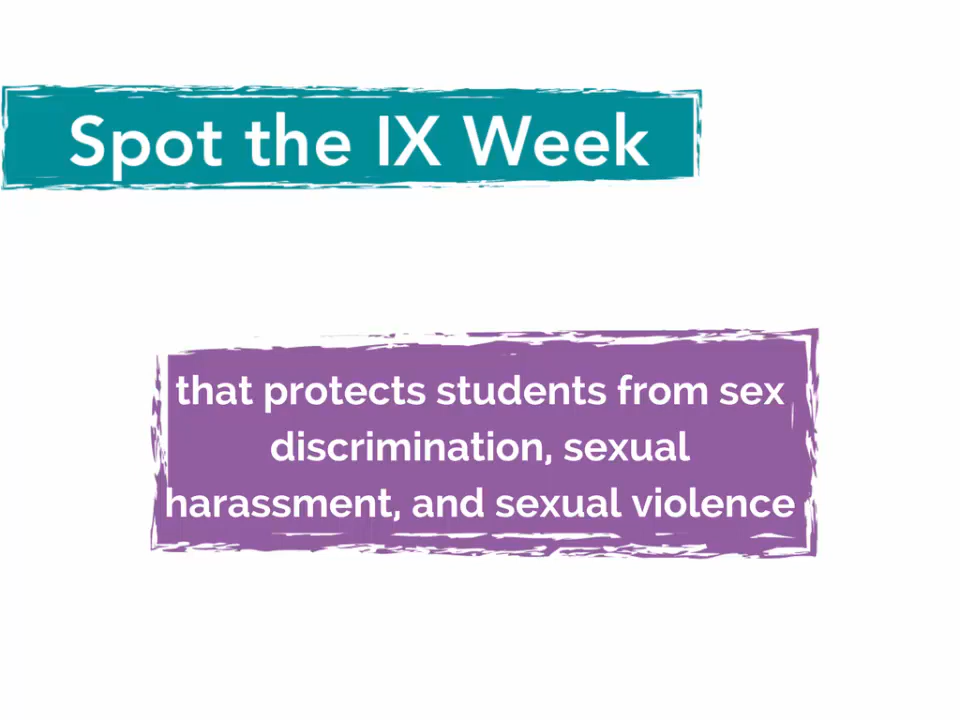 Spot the IX Week
that protects students from sex
discrimination, sexual
harassment, and sexual violence